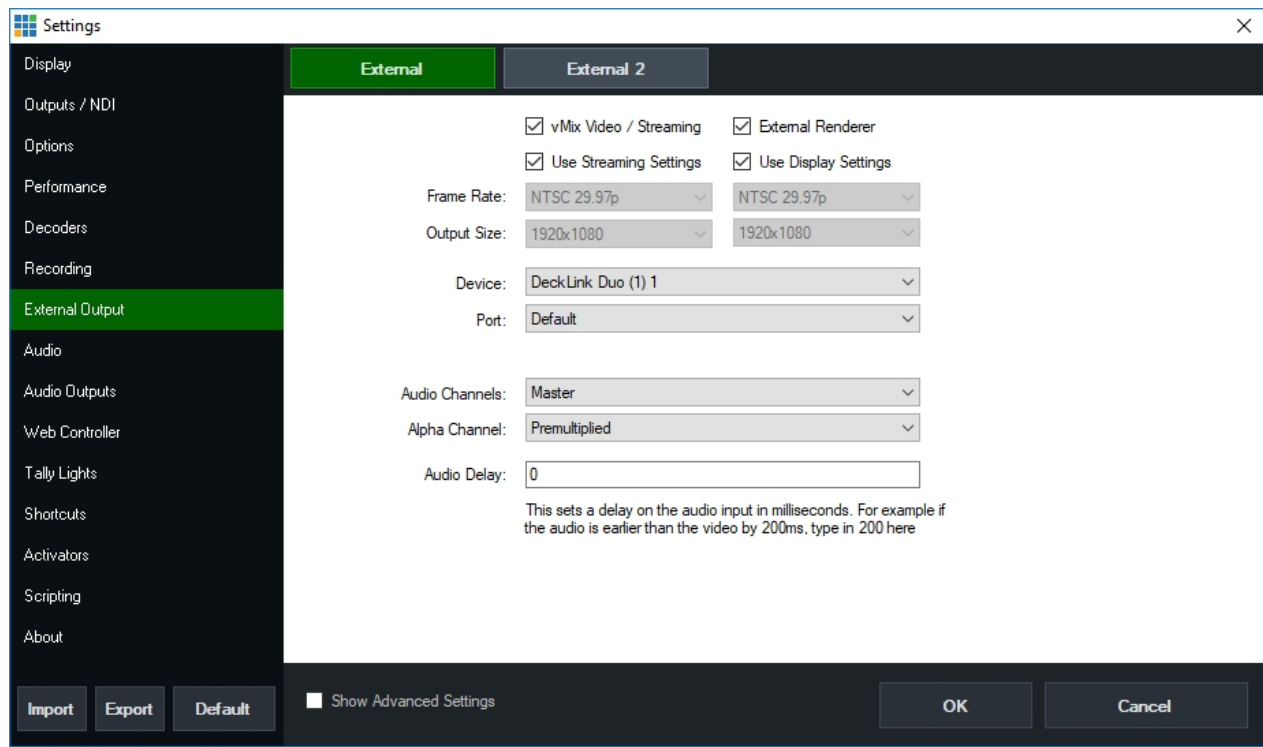 Settings
Display
Outputs / NDI
Options
Performance
Decoders
Recording
External Output
Audio
Audio Outputs
Web Controller
Tally Lights
Shortcuts
Activators
Scripting
About
Import Export Default
External External 2
vMix Video / Streaming External Renderer
Use Streaming Settings Use Display Settings
Frame Rate: NTSC 29.97p NTSC 29.97p
Output Size: 1920x1080 1920x1080
Device: DeckLink Duo (1) 1
Port: Default
Audio Channels: Master
Alpha Channel: Premultiplied
Audio Delay: 0
This sets a delay on the audio input in milliseconds. For example if
the audio is earlier than the video by 200ms, type in 200 here
Show Advanced Settings
OK Cancel